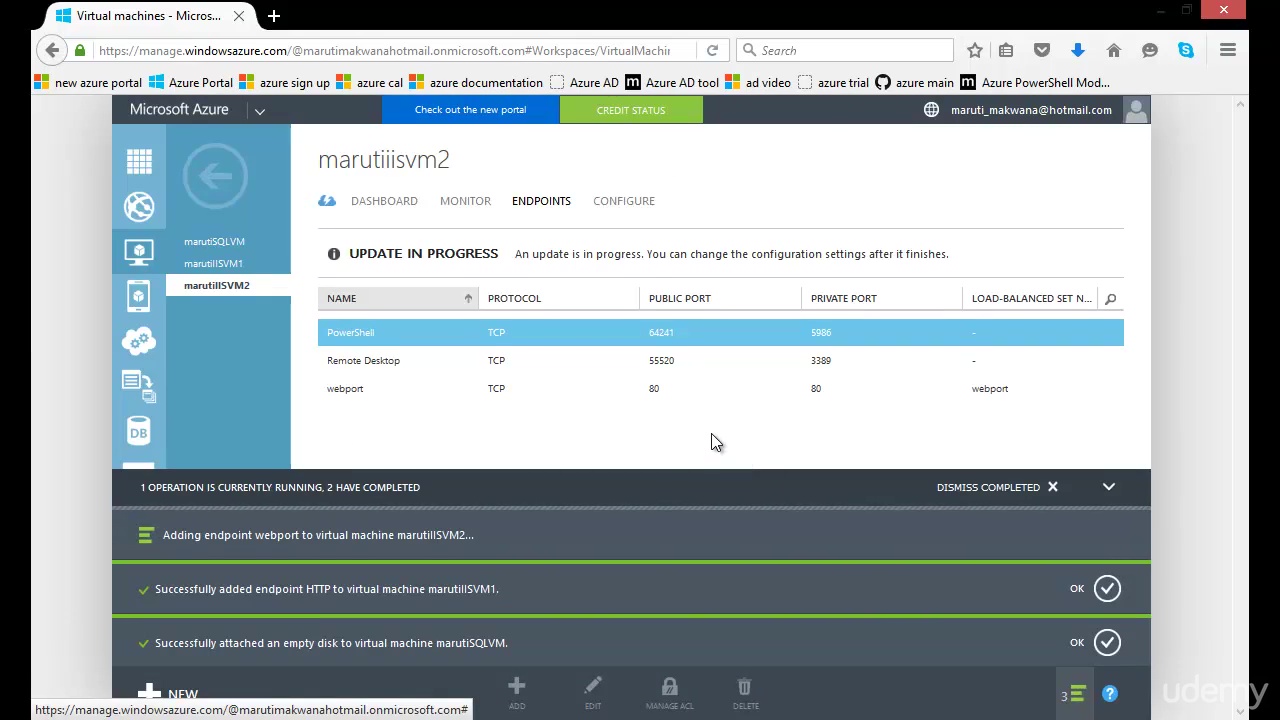 Virtual machines - Micros...
https://manage.windowsazure.com/@marutimakwanahotmail.onmicrosoft.com#Workspaces/VirtualMachin
Search
new azure portal
Azure Portal
azure sign up
azure cal
azure documentation
Azure AD
Azure AD tool
ad video
azure trial
azure main
Azure PowerShell Mod...
Microsoft Azure
Check out the new portal
CREDIT STATUS
maruti_makwana@hotmail.com
marutiiisvm2
DASHBOARD MONITOR ENDPOINTS CONFIGURE
marutiSQLVM
marutiIISVM1
marutiIISVM2
UPDATE IN PROGRESS An update is in progress. You can change the configuration settings after it finishes.
NAME PROTOCOL PUBLIC PORT PRIVATE PORT LOAD-BALANCED SET N...
PowerShell TCP 64241 5986 -
Remote Desktop TCP 55520 3389 -
webport TCP 80 80 webport
DB
1 OPERATION IS CURRENTLY RUNNING, 2 HAVE COMPLETED
DISMISS COMPLETED
Adding endpoint webport to virtual machine marutiIISVM2...
Successfully added endpoint HTTP to virtual machine marutiIISVM1.
OK
Successfully attached an empty disk to virtual machine marutiSQLVM.
OK
NEW
ADD
EDIT
MANAGE ACL
DELETE
3
?
https://manage.windowsazure.com/@marutimakwanahotmail.onmicrosoft.com#
udemy